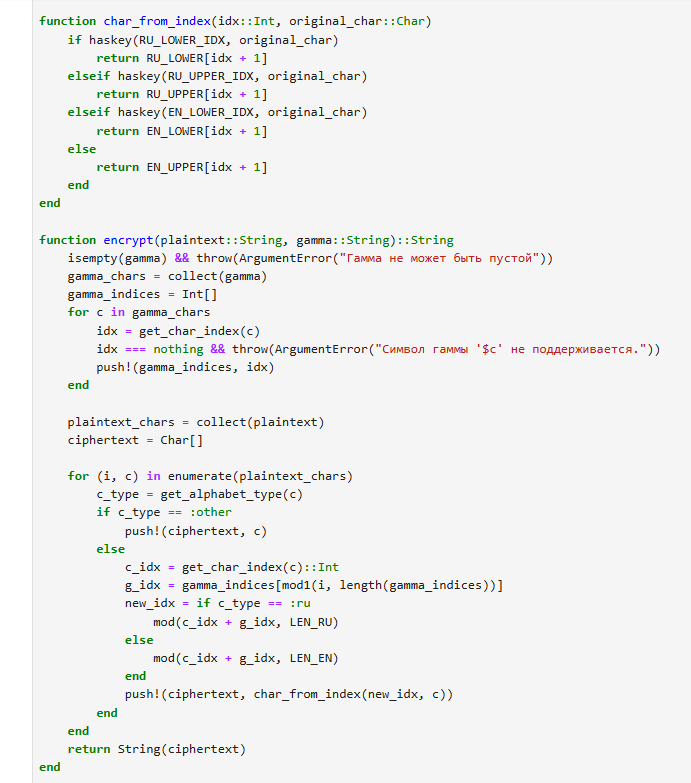 function char_from_index(idx::Int, original_char::Char)
    if haskey(RU_LOWER_IDX, original_char)
        return RU_LOWER[idx + 1]
    elseif haskey(RU_UPPER_IDX, original_char)
        return RU_UPPER[idx + 1]
    elseif haskey(EN_LOWER_IDX, original_char)
        return EN_LOWER[idx + 1]
    else
        return EN_UPPER[idx + 1]
    end
end

function encrypt(plaintext::String, gamma::String)::String
    isempty(gamma) && throw(ArgumentError("Гамма не может быть пустой"))
    gamma_chars = collect(gamma)
    gamma_indices = Int[]
    for c in gamma_chars
        idx = get_char_index(c)
        idx === nothing && throw(ArgumentError("Символ гаммы '$c' не поддерживается."))
        push!(gamma_indices, idx)
    end

    plaintext_chars = collect(plaintext)
    ciphertext = Char[]

    for (i, c) in enumerate(plaintext_chars)
        c_type = get_alphabet_type(c)
        if c_type == :other
            push!(ciphertext, c)
        else
            c_idx = get_char_index(c)::Int
            g_idx = gamma_indices[mod1(i, length(gamma_indices))]
            new_idx = if c_type == :ru
                mod(c_idx + g_idx, LEN_RU)
            else
                mod(c_idx + g_idx, LEN_EN)
            end
            push!(ciphertext, char_from_index(new_idx, c))
        end
    end
    return String(ciphertext)
end